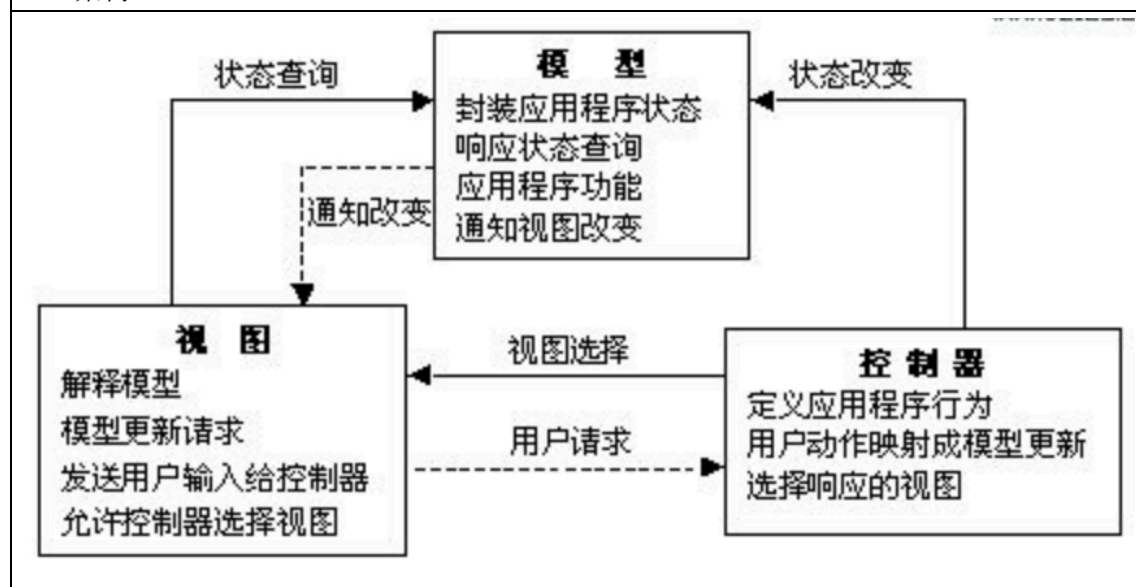 状态查询
模 型
状态改变
封装应用程序状态
响应状态查询
应用程序功能
通知视图改变
通知改变
视 图
解释模型
模型更新请求
发送用户输入给控制器
允许控制器选择视图
视图选择
用户请求
控 制 器
定义应用程序行为
用户动作映射成模型更新
选择响应的视图